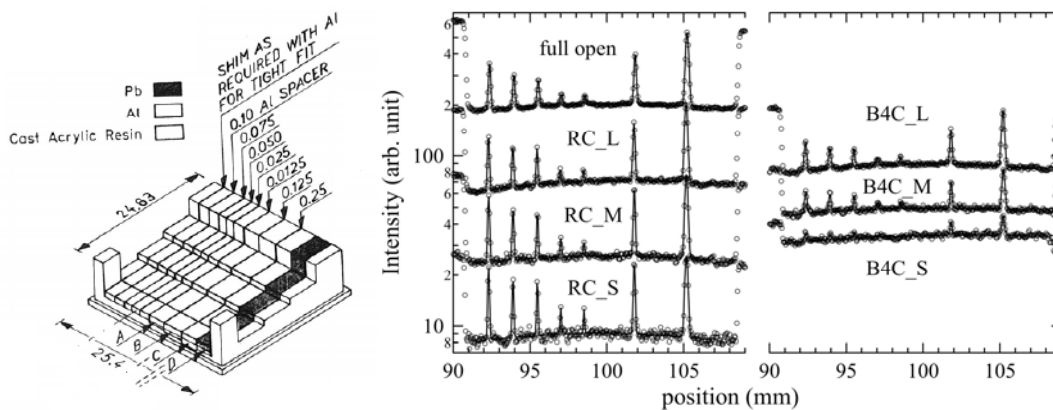 SHIM AS
REQUIRED WITH Al
FOR TIGHT FIT
0.10 Al SPACER
0.075
0.050
0.025
0.0125
0.125
0.25
Pb
Al
Cast Acrylic Resin
24.63
25.4
A
B
C
D
Intensity (arb. unit)
6
4
2
100
8
6
4
2
10
8
full open
RC_L
RC_M
RC_S
90 95 100 105
B4C_L
B4C_M
B4C_S
90 95 100 105
position (mm)